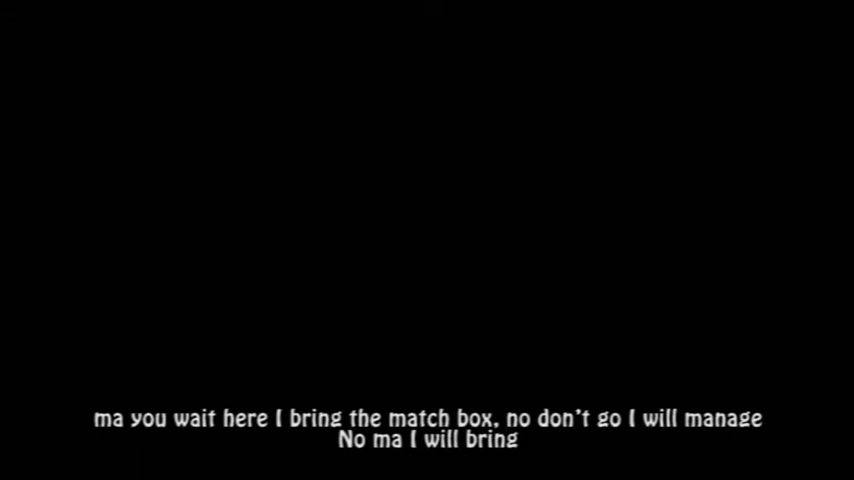 ma you wait here I bring the match box, no don't go I will manage
No ma I will bring